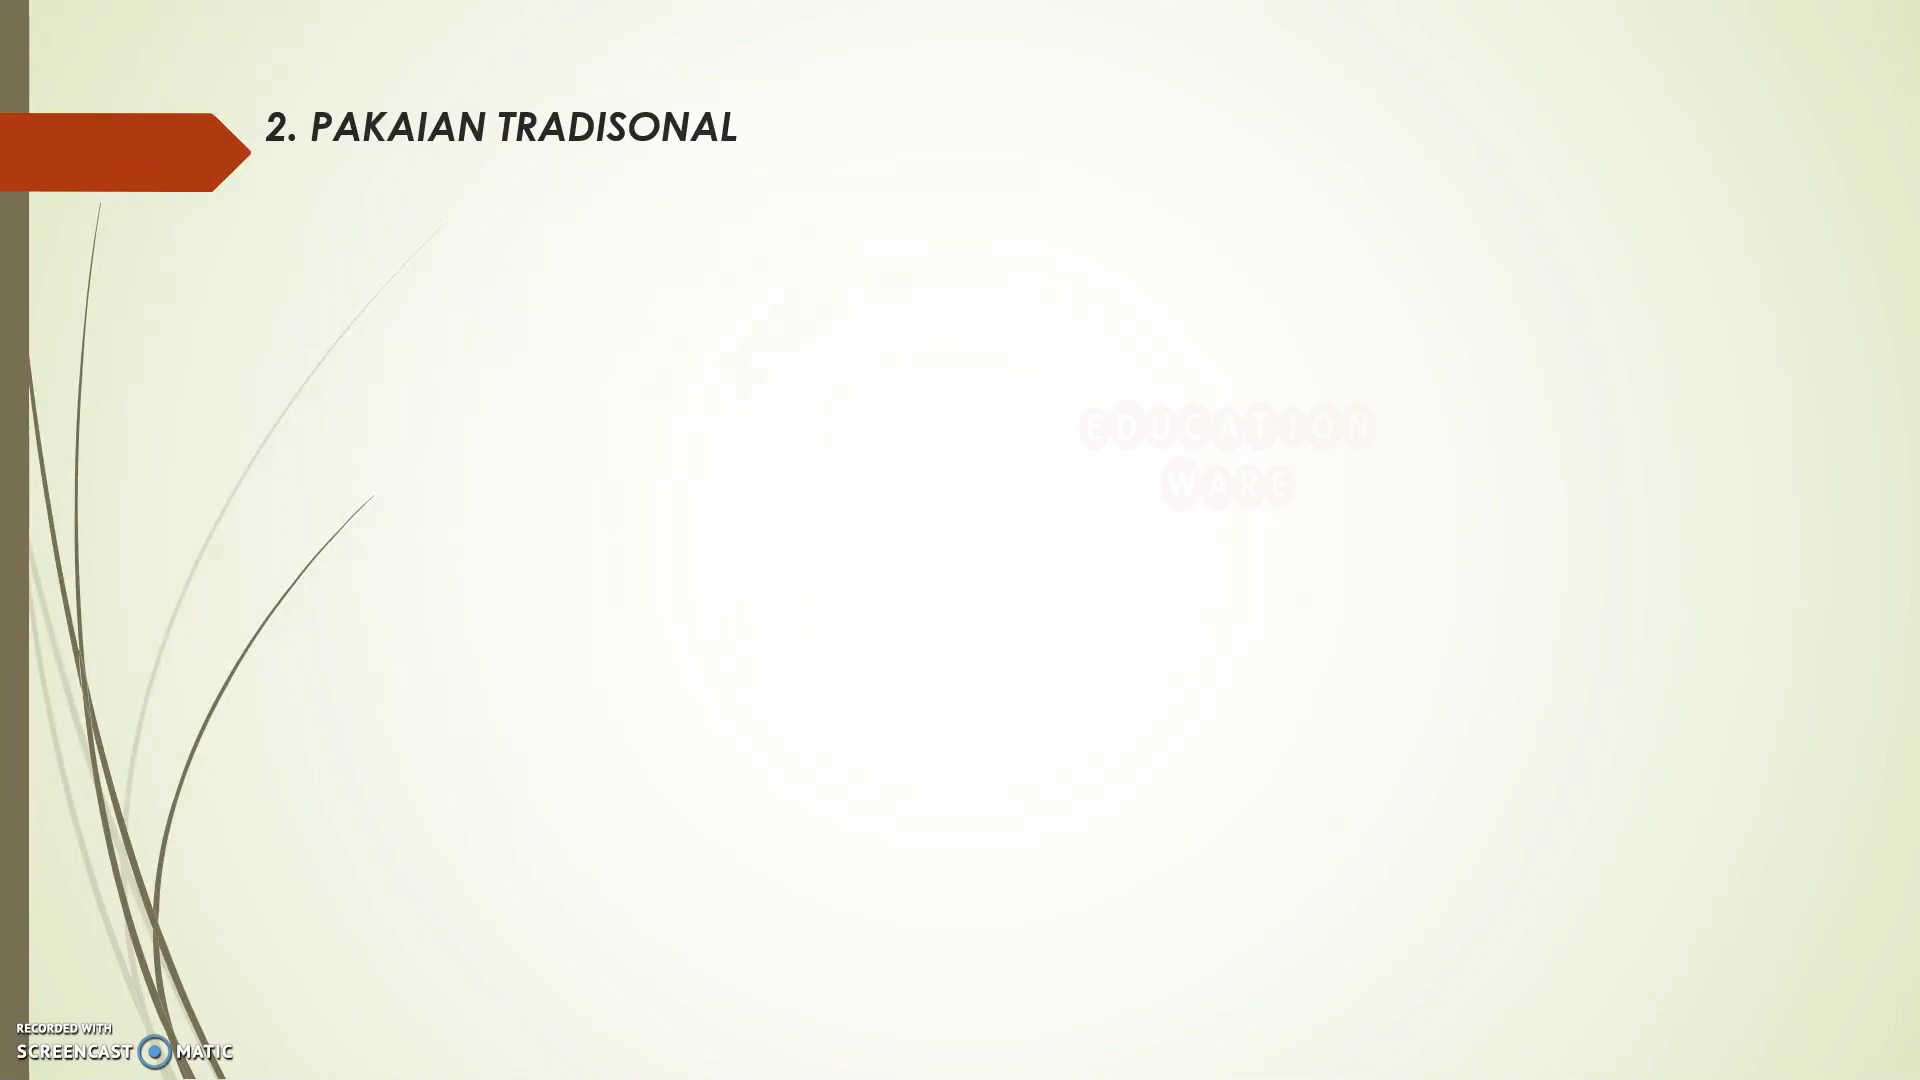 2. PAKAIAN TRADISONAL
EDUCATION
WARE
RECORDED WITH
SCREENCAST MATIC